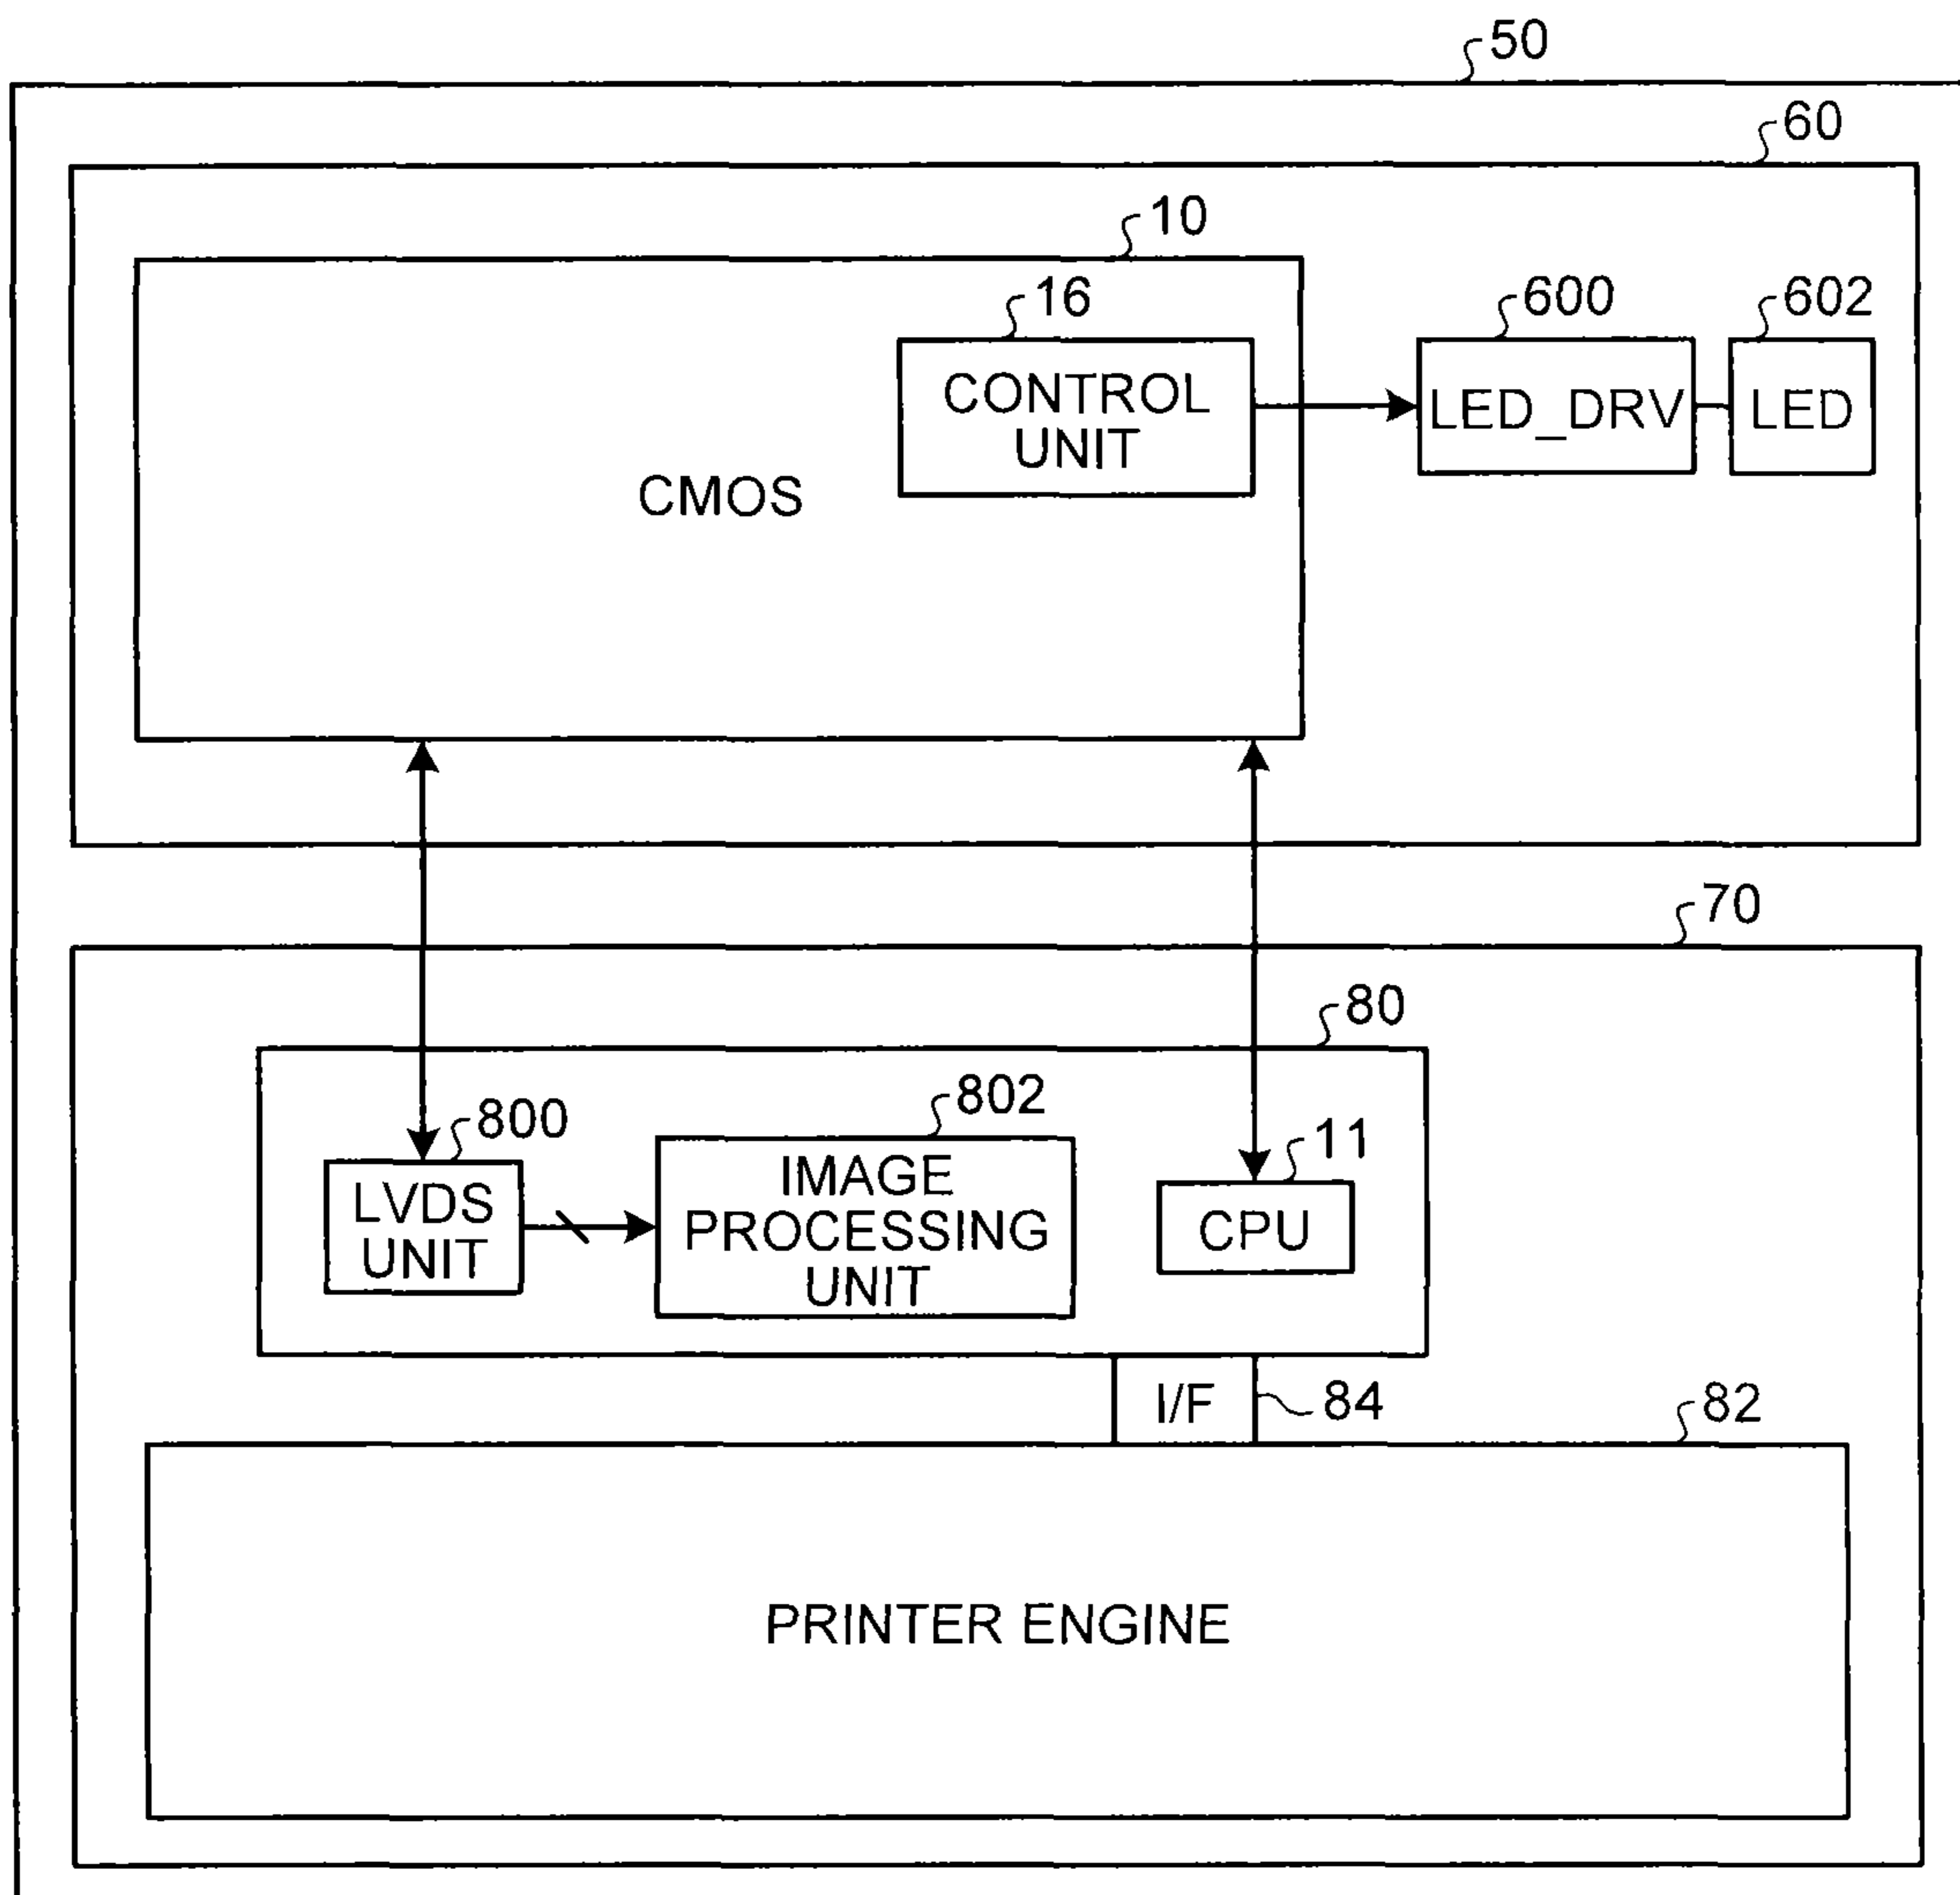 50
60
10
16
600
602
CONTROL
UNIT
LED_DRV
LED
CMOS
70
80
800
802
11
LVDS
UNIT
IMAGE
PROCESSING
UNIT
CPU
I/F
84
82
PRINTER ENGINE